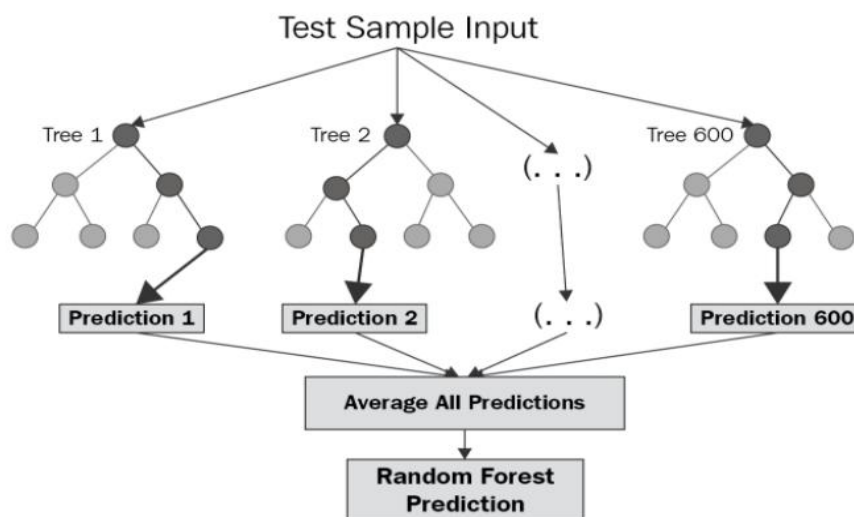 Test Sample Input
Tree 1
Tree 2
Tree 600
(. . .)
Prediction 1
Prediction 2
(. . .)
Prediction 600
Average All Predictions
Random Forest
Prediction